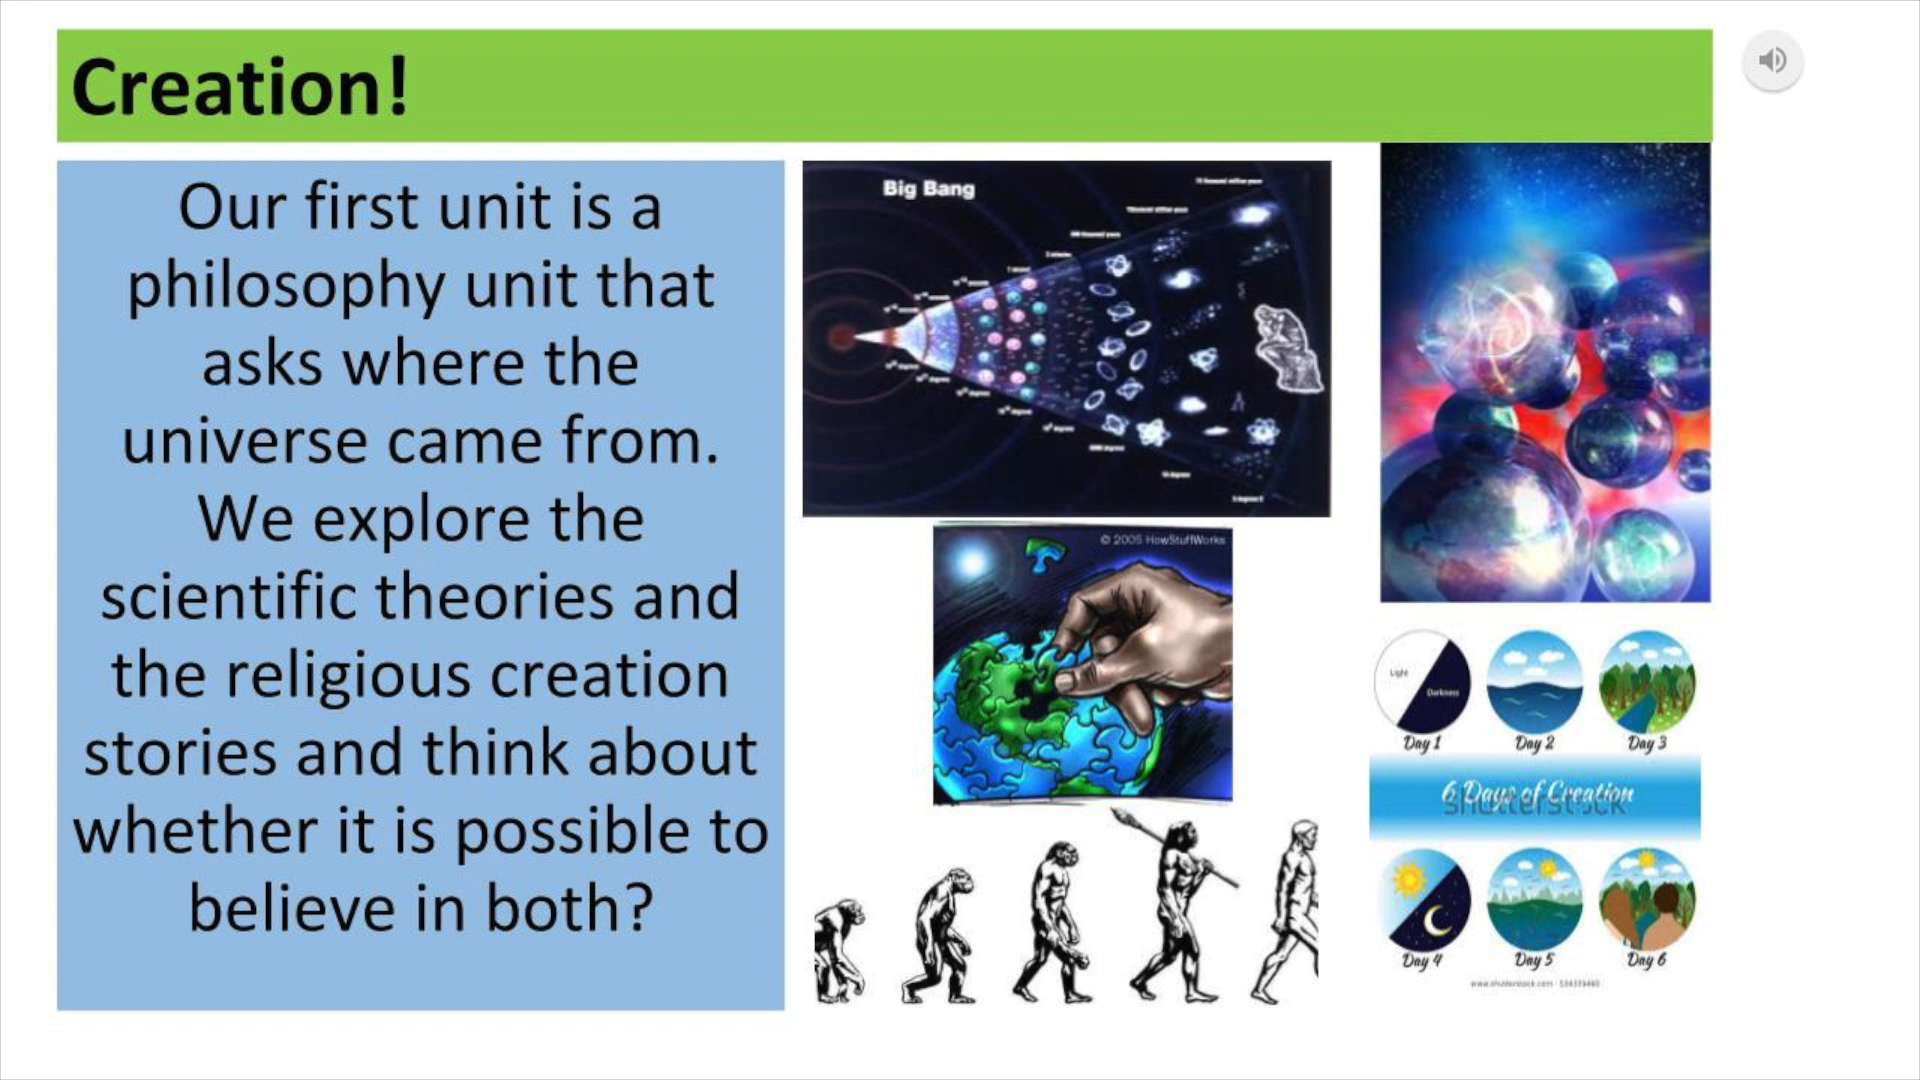 Creation!
Our first unit is a
philosophy unit that
asks where the
universe came from.
We explore the
scientific theories and
the religious creation
stories and think about
whether it is possible to
believe in both?
Big Bang
© 2005 HowStuffWorks
Light
Darkness
Day 1
Day 2
Day 3
6 Days of Creation
shutterstock
Day 4
Day 5
Day 6